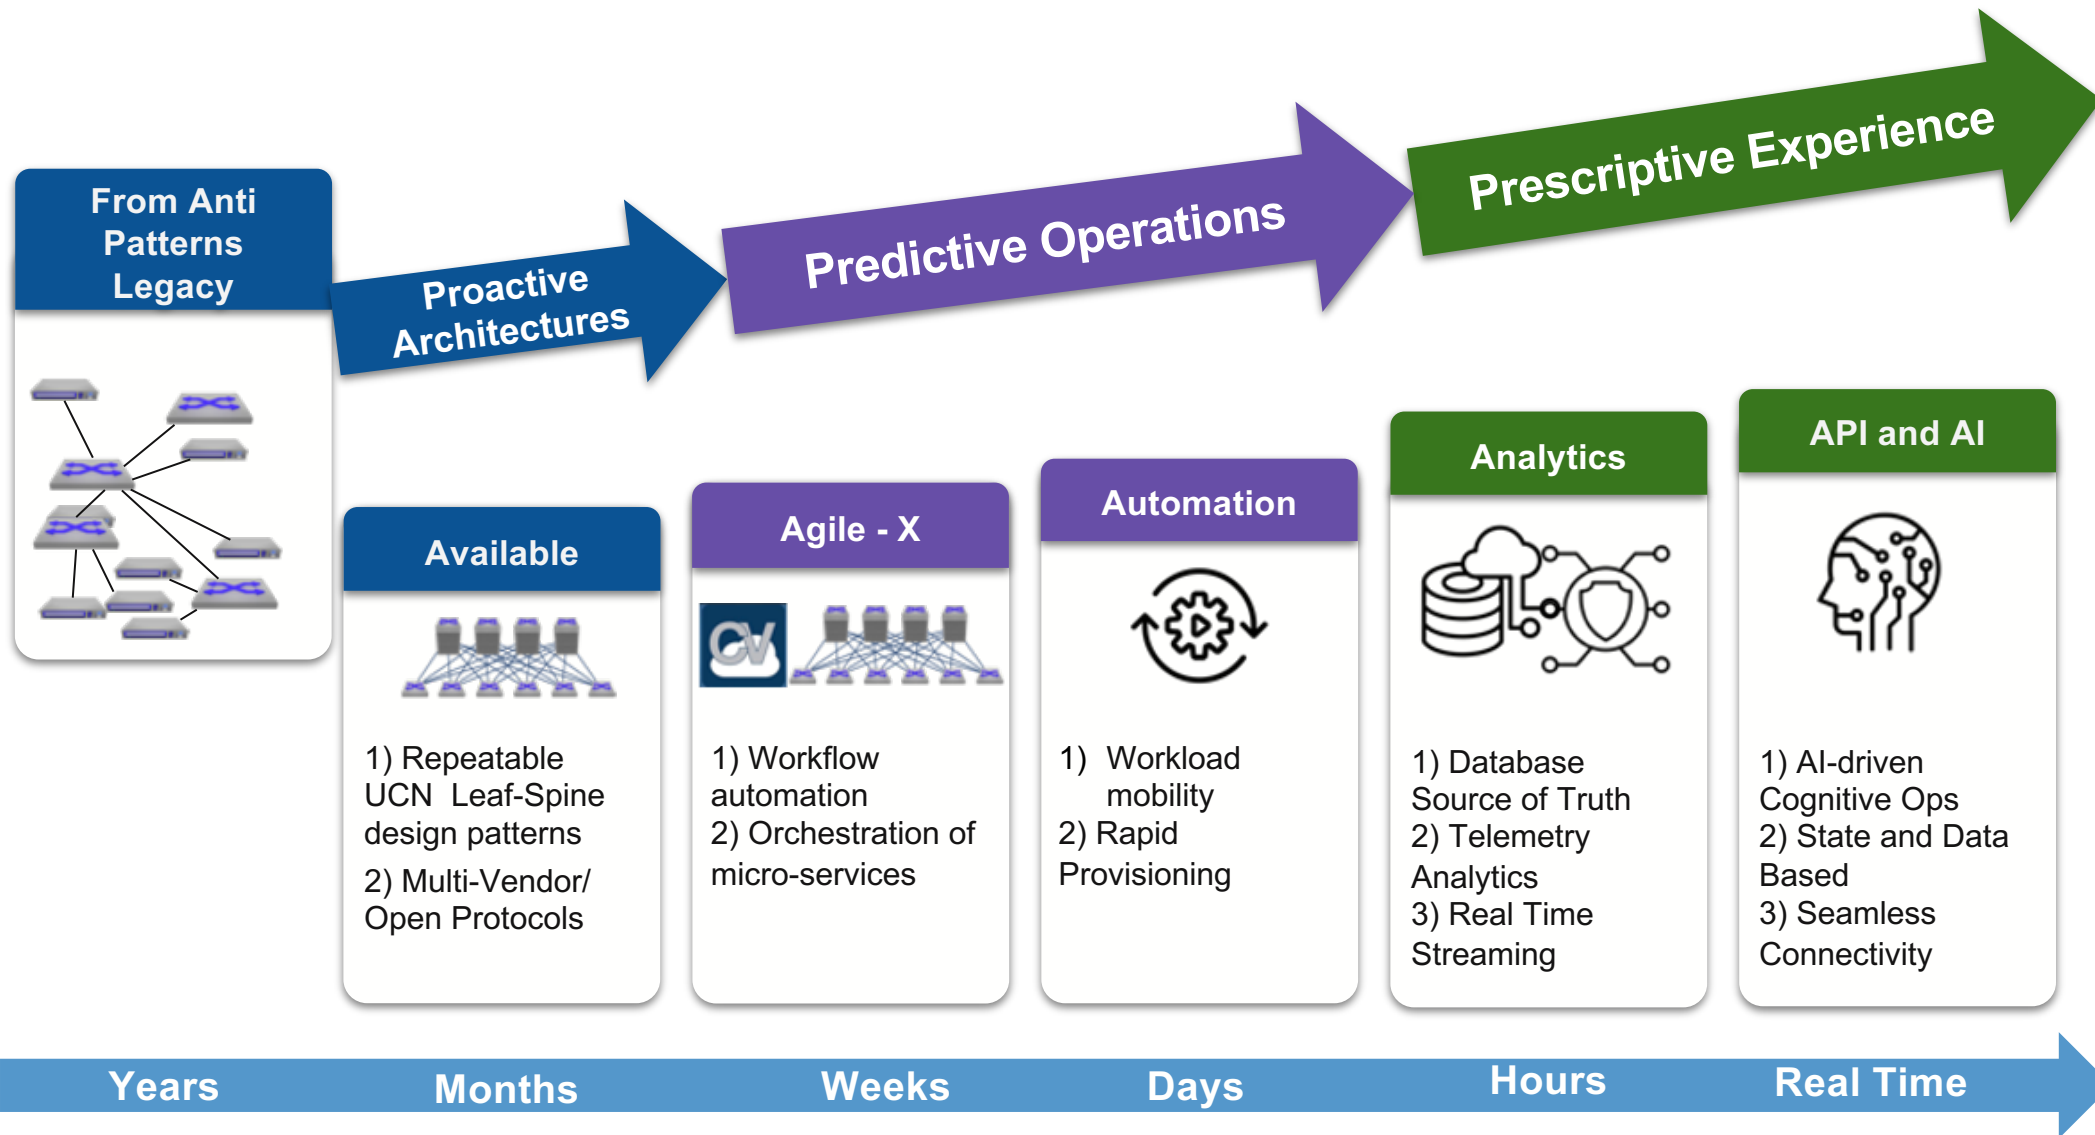 From Anti
Patterns
Legacy
Proactive
Architectures
Predictive Operations
Prescriptive Experience
Available
1) Repeatable
UCN Leaf-Spine
design patterns
2) Multi-Vendor/
Open Protocols
Agile - X
CV
1) Workflow
automation
2) Orchestration of
micro-services
Automation
1) Workload
mobility
2) Rapid
Provisioning
Analytics
1) Database
Source of Truth
2) Telemetry
Analytics
3) Real Time
Streaming
API and AI
1) AI-driven
Cognitive Ops
2) State and Data
Based
3) Seamless
Connectivity
Years
Months
Weeks
Days
Hours
Real Time